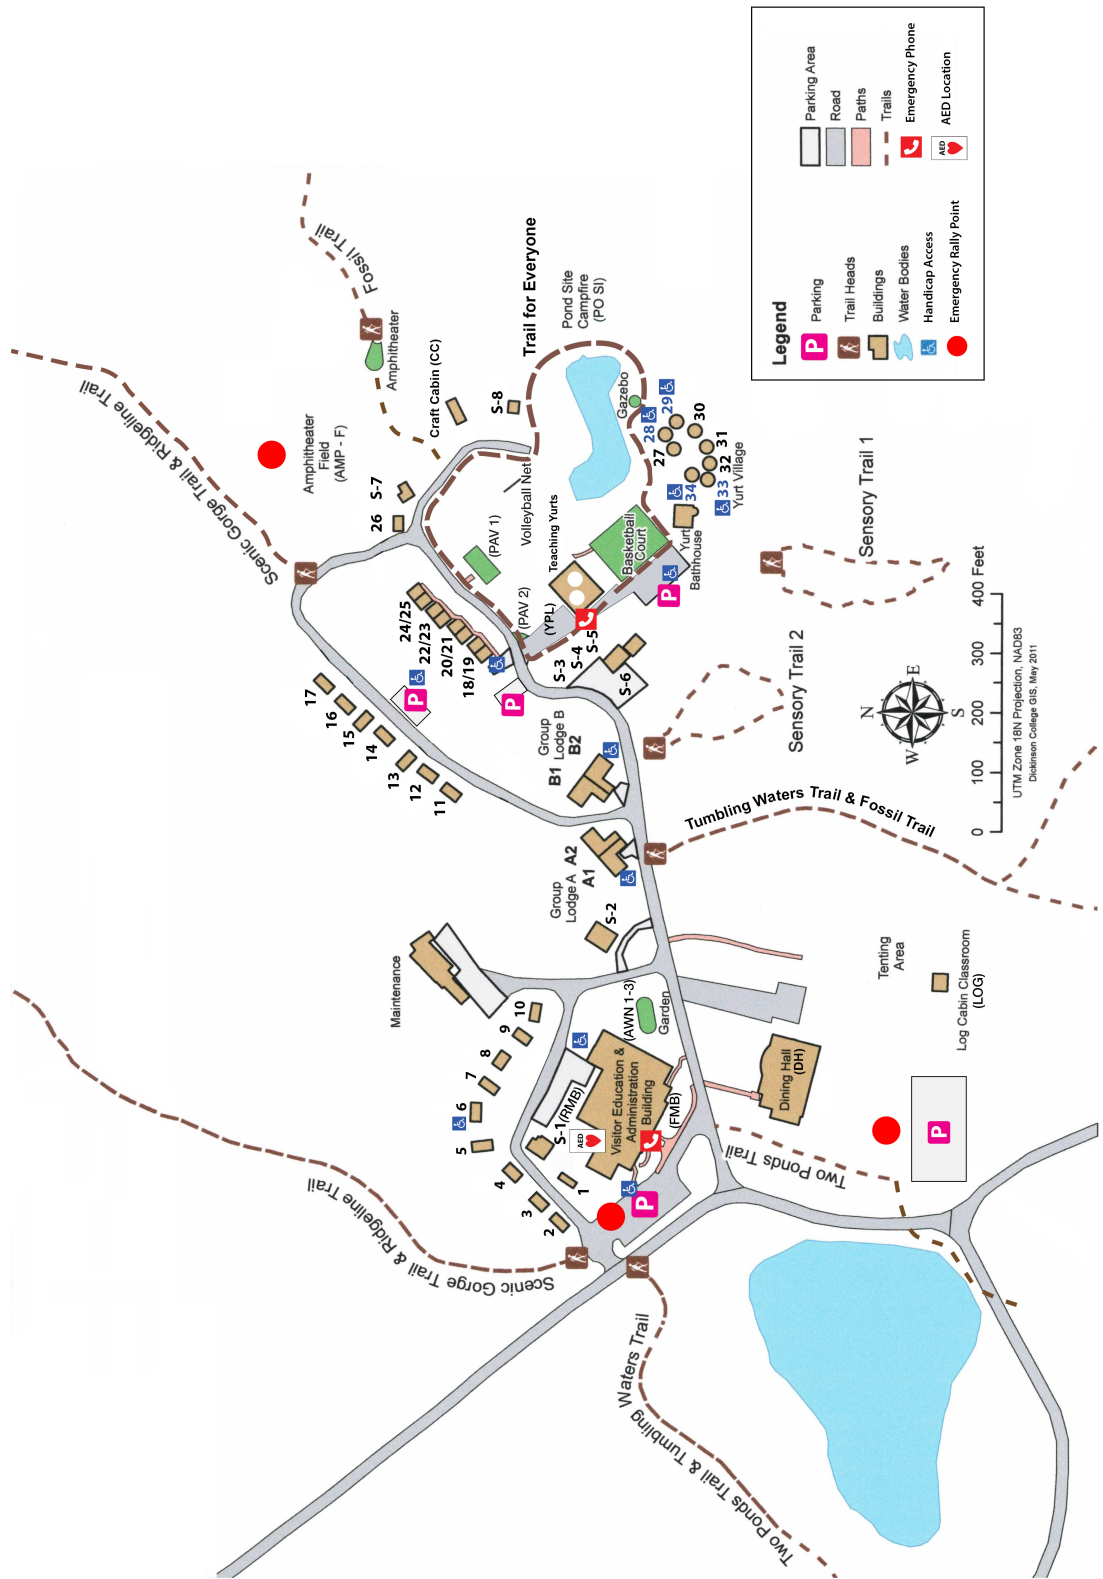 Legend
Parking
Trail Heads
Buildings
Water Bodies
Handicap Access
Emergency Rally Point
Parking Area
Road
Paths
Trails
Emergency Phone
AED
AED Location
P
Scenic Gorge Trail & Ridgeline Trail
Fossil Trail
Amphitheater
Amphitheater
Field
(AMP - F)
Craft Cabin (CC)
S-8
S-7
26
Trail for Everyone
Pond Site
Campfire
(PO SI)
Volleyball Net
(PAV 1)
Teaching Yurts
(PAV 2)
(YPL)
Basketball
Court
Gazebo
28
29
27
30
31
32
33
34
Yurt Village
Yurt
Bathhouse
P
24/25
22/23
20/21
18/19
P
P
17
16
15
14
13
12
11
S-3
S-4
S-5
S-6
Group
Lodge B
B1
B2
Group
Lodge A
A1
A2
S-2
Sensory Trail 1
Sensory Trail 2
Tumbling Waters Trail & Fossil Trail
N
E
S
W
0
100
200
300
400 Feet
UTM Zone 18N Projection, NAD83
Dickinson College GIS, May 2011
Maintenance
10
9
8
7
6
5
4
3
2
1
S-1
(RMB)
AED
Visitor Education &
Administration
Building
(FMB)
(AWN 1-3)
Garden
P
Dining Hall
(DH)
Tenting
Area
Log Cabin Classroom
(LOG)
P
Two Ponds Trail
Scenic Gorge Trail & Ridgeline Trail
Two Ponds Trail & Tumbling Waters Trail